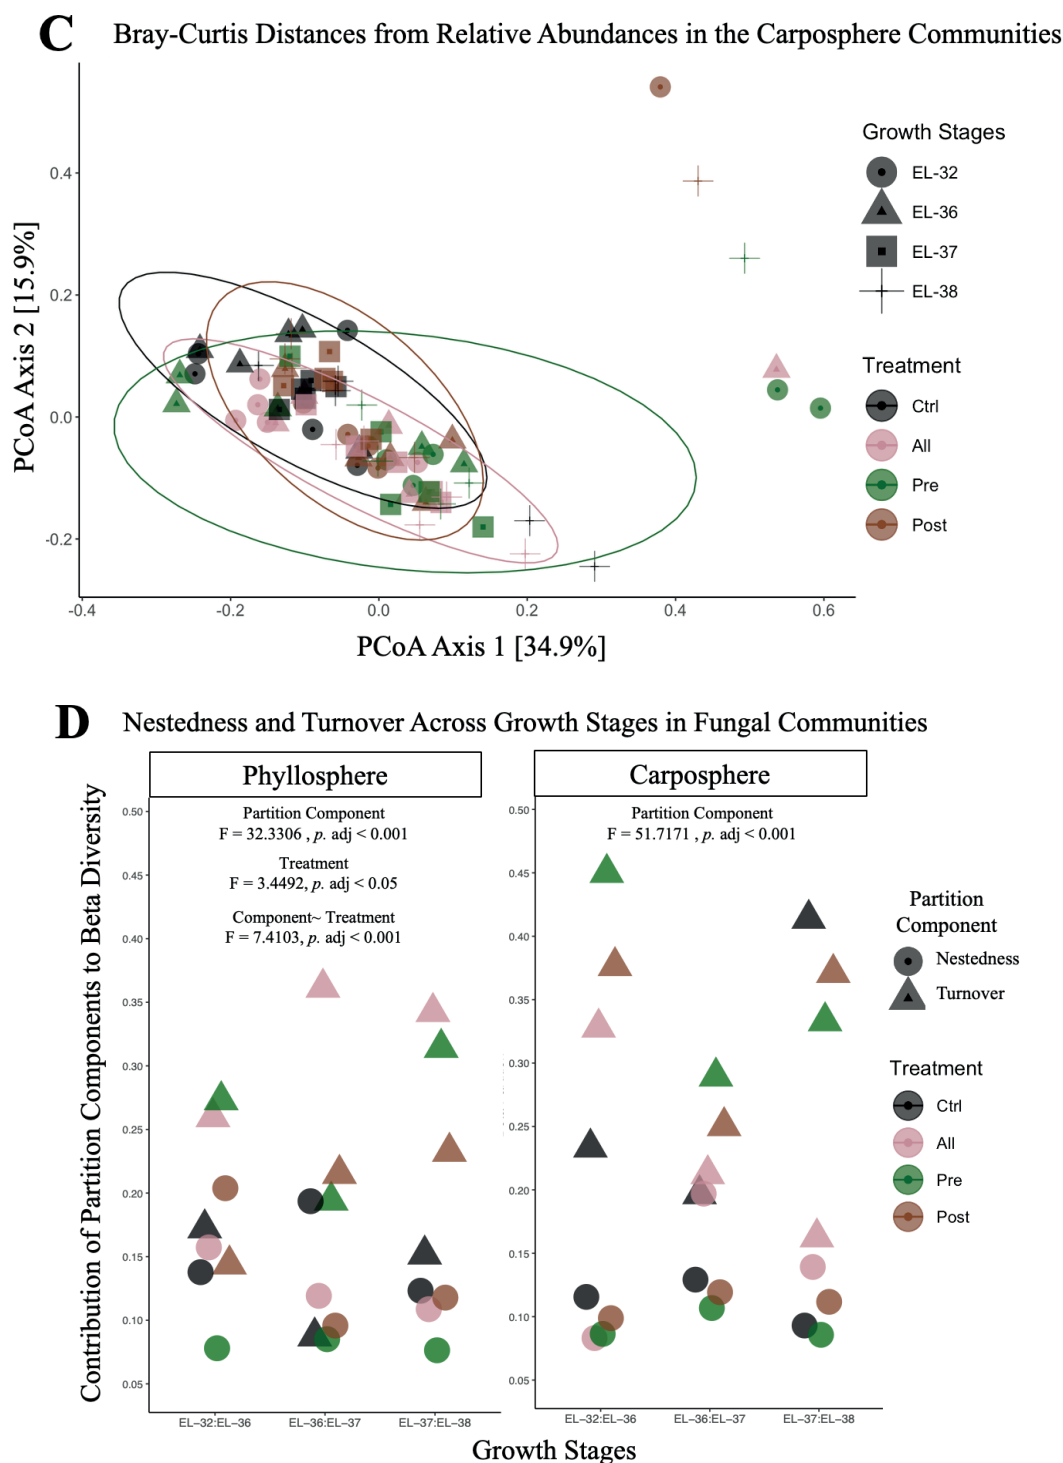 C Bray-Curtis Distances from Relative Abundances in the Carposphere Communities
PCoA Axis 2 [15.9%]
0.4
0.2
0.0
-0.2
-0.4 -0.2 0.0 0.2 0.4 0.6
PCoA Axis 1 [34.9%]
Growth Stages
EL-32
EL-36
EL-37
EL-38
Treatment
Ctrl
All
Pre
Post
D Nestedness and Turnover Across Growth Stages in Fungal Communities
Contribution of Partition Components to Beta Diversity
Phyllosphere
Partition Component
F = 32.3306 , p. adj < 0.001
Treatment
F = 3.4492, p. adj < 0.05
Component~ Treatment
F = 7.4103, p. adj < 0.001
0.50
0.45
0.40
0.35
0.30
0.25
0.20
0.15
0.10
0.05
EL-32:EL-36 EL-36:EL-37 EL-37:EL-38
Carposphere
Partition Component
F = 51.7171 , p. adj < 0.001
0.50
0.45
0.40
0.35
0.30
0.25
0.20
0.15
0.10
0.05
EL-32:EL-36 EL-36:EL-37 EL-37:EL-38
Growth Stages
Partition
Component
Nestedness
Turnover
Treatment
Ctrl
All
Pre
Post